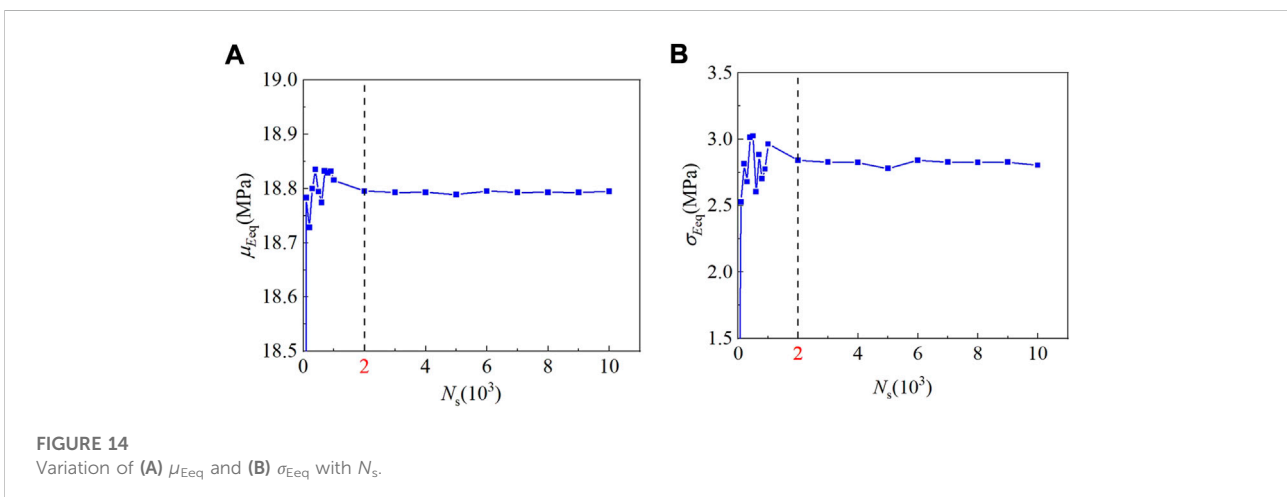 A
19.0
18.9
18.8
18.7
18.6
18.5
μEeq(MPa)
0
2
4
6
8
10
Ns(10³)
B
3.5
3.0
2.5
2.0
1.5
σEeq(MPa)
0
2
4
6
8
10
Ns(10³)
FIGURE 14
Variation of (A) μEeq and (B) σEeq with Ns.